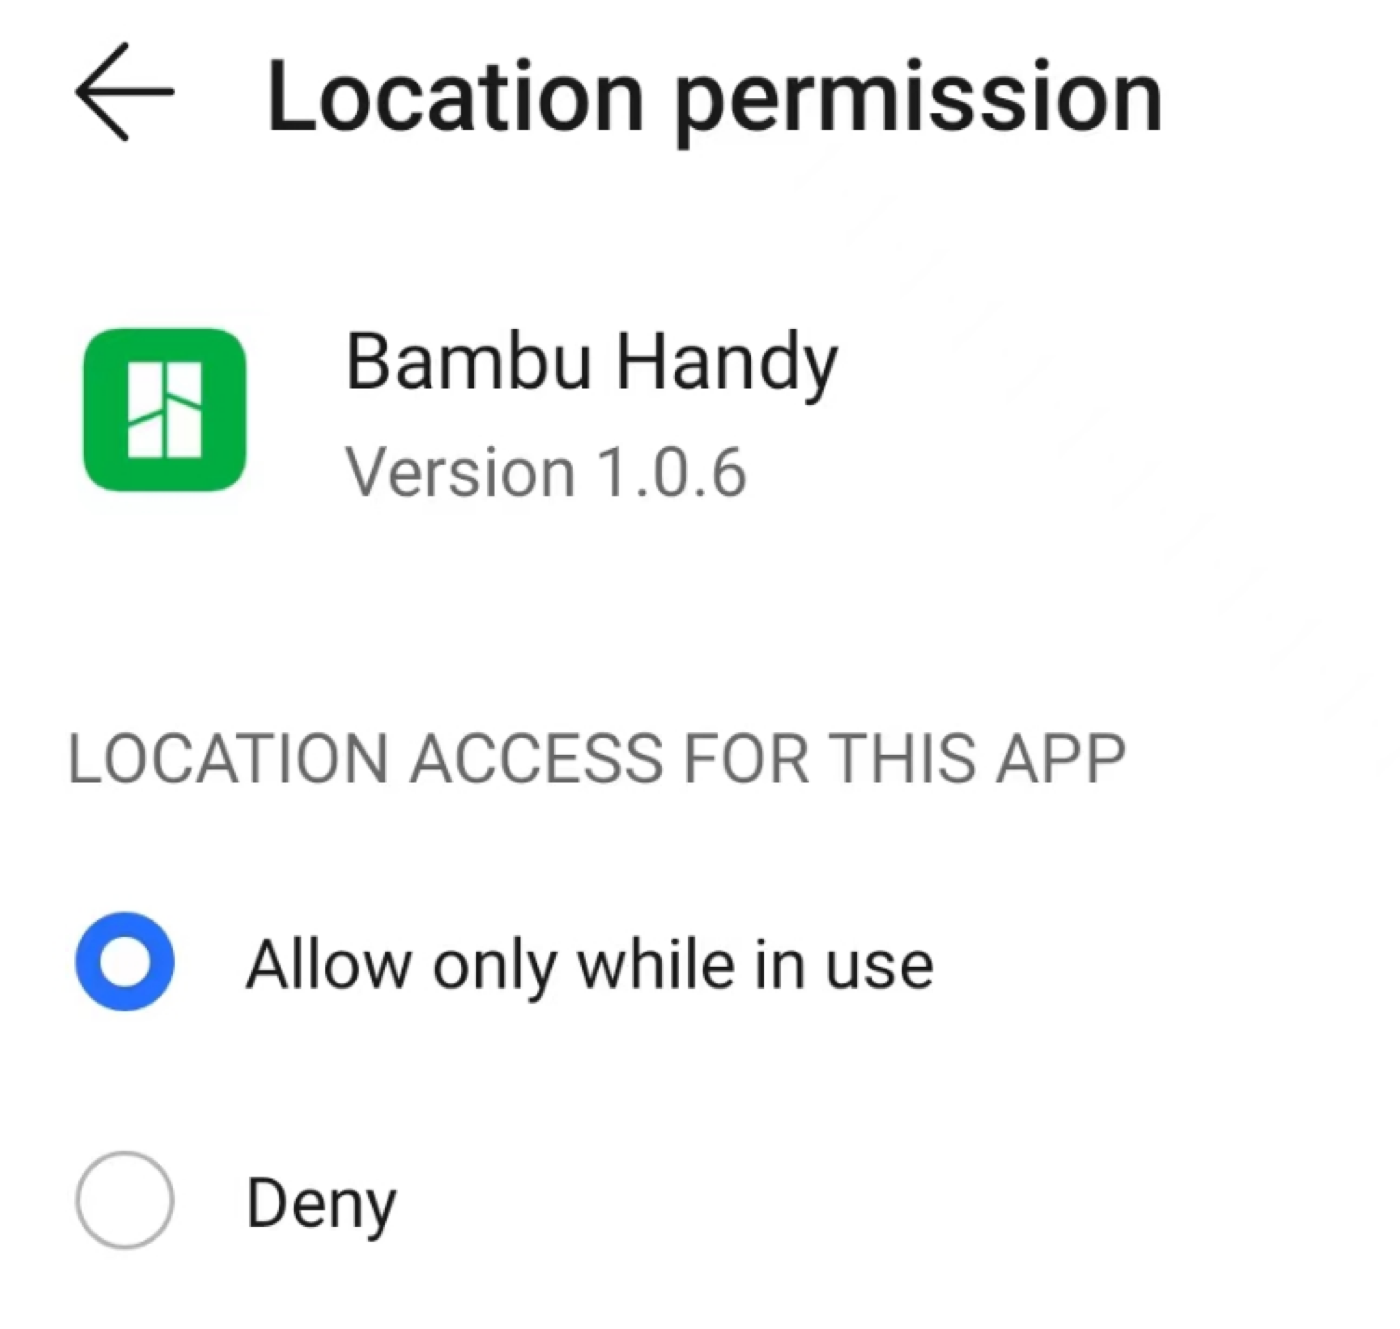 Location permission
Bambu Handy
Version 1.0.6
LOCATION ACCESS FOR THIS APP
Allow only while in use
Deny